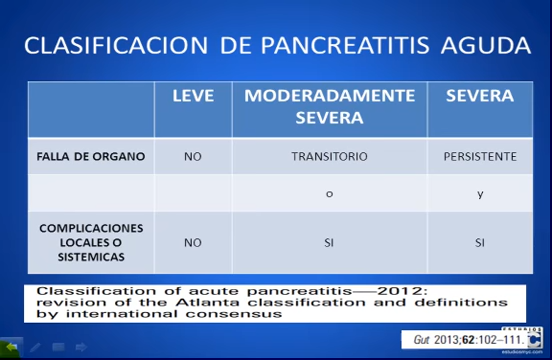 CLASIFICACION DE PANCREATITIS AGUDA
LEVE MODERADAMENTE SEVERA SEVERA
FALLA DE ORGANO NO TRANSITORIO PERSISTENTE
o y
COMPLICACIONES LOCALES O SISTEMICAS NO SI SI
Classification of acute pancreatitis—2012:
revision of the Atlanta classification and definitions
by international consensus
Gut 2013;62:102–111.